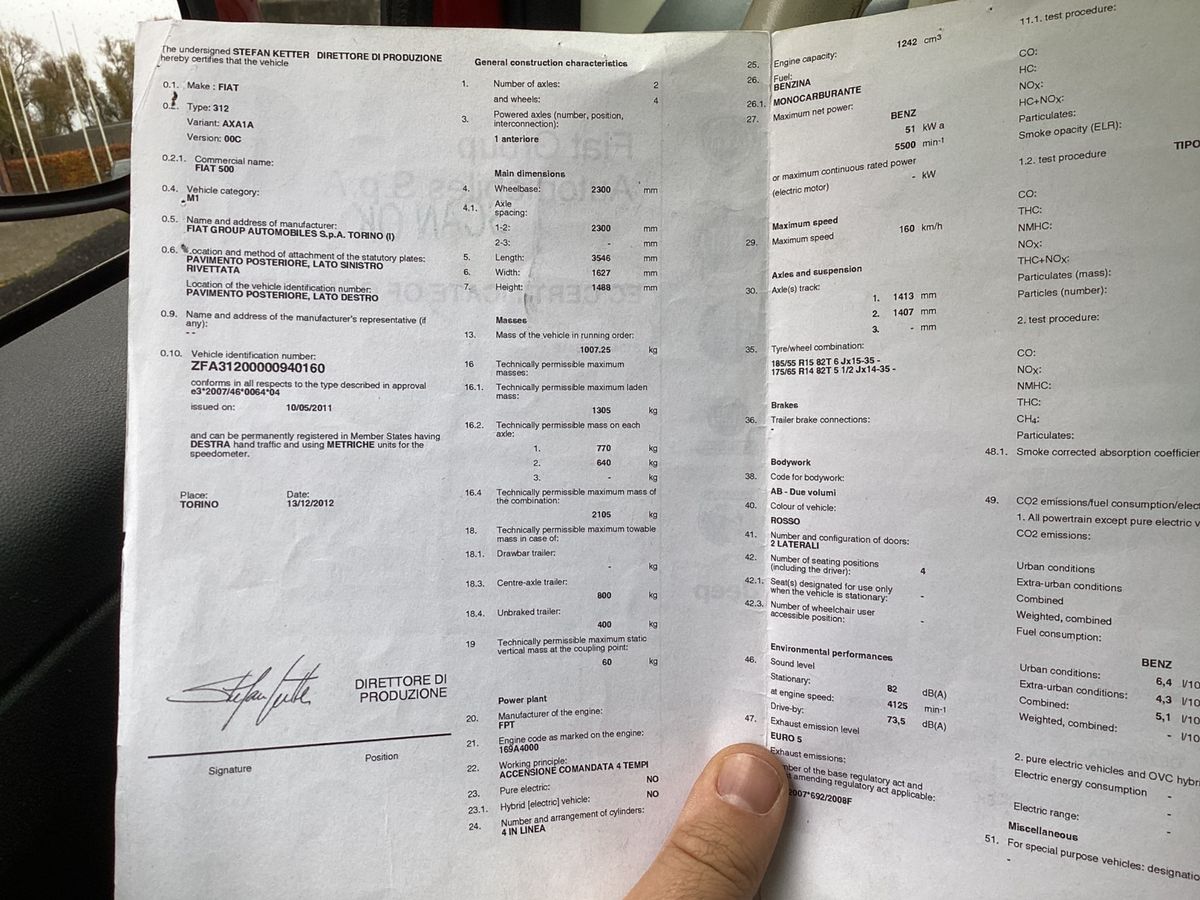 The undersigned STEFAN KETTER DIRETTORE DI PRODUZIONE
hereby certifies that the vehicle
0.1. Make : FIAT
0.2. Type: 312
Variant: AXA1A
Version: 00C
0.2.1. Commercial name:
FIAT 500
0.4. Vehicle category:
M1
0.5. Name and address of manufacturer:
FIAT GROUP AUTOMOBILES S.p.A. TORINO (I)
0.6. Location and method of attachment of the statutory plates:
PAVIMENTO POSTERIORE, LATO SINISTRO
RIVETTATA
Location of the vehicle identification number:
PAVIMENTO POSTERIORE, LATO DESTRO
0.9. Name and address of the manufacturer's representative (if
any):
- -
0.10. Vehicle identification number:
ZFA31200000940160
conforms in all respects to the type described in approval
e3*2007/46*0064*04
issued on: 10/05/2011
and can be permanently registered in Member States having
DESTRA hand traffic and using METRICHE units for the
speedometer.
Place: Date:
TORINO 13/12/2012
Stefan Ketter
DIRETTORE DI
PRODUZIONE
Signature Position
General construction characteristics
1. Number of axles: 2
and wheels: 4
3. Powered axles (number, position,
interconnection):
1 anteriore
Main dimensions
4. Wheelbase: 2300 mm
4.1. Axle
spacing:
1-2: 2300 mm
2-3: - mm
5. Length: 3546 mm
6. Width: 1627 mm
7. Height: 1488 mm
Masses
13. Mass of the vehicle in running order:
1007.25 kg
16 Technically permissible maximum
masses:
16.1. Technically permissible maximum laden
mass:
1305 kg
16.2. Technically permissible mass on each
axle:
1. 770 kg
2. 640 kg
3. - kg
16.4 Technically permissible maximum mass of
the combination:
2105 kg
18. Technically permissible maximum towable
mass in case of:
18.1. Drawbar trailer:
- kg
18.3. Centre-axle trailer:
800 kg
18.4. Unbraked trailer:
400 kg
19 Technically permissible maximum static
vertical mass at the coupling point:
60 kg
Power plant
20. Manufacturer of the engine:
FPT
21. Engine code as marked on the engine:
169A4000
22. Working principle:
ACCENSIONE COMANDATA 4 TEMPI
23. Pure electric: NO
23.1. Hybrid [electric] vehicle: NO
24. Number and arrangement of cylinders:
4 IN LINEA
25. Engine capacity: 1242 cm³
26. Fuel:
BENZINA
26.1. MONOCARBURANTE
27. Maximum net power: BENZ
51 kW a
5500 min-1
or maximum continuous rated power
(electric motor) - kW
Maximum speed
29. Maximum speed 160 km/h
Axles and suspension
30. Axle(s) track:
1. 1413 mm
2. 1407 mm
3. - mm
35. Tyre/wheel combination:
185/55 R15 82T 6 Jx15-35 -
175/65 R14 82T 5 1/2 Jx14-35 -
Brakes
36. Trailer brake connections:
-
Bodywork
38. Code for bodywork:
AB - Due volumi
40. Colour of vehicle:
ROSSO
41. Number and configuration of doors:
2 LATERALI
42. Number of seating positions
(including the driver): 4
42.1. Seat(s) designated for use only
when the vehicle is stationary: -
42.3. Number of wheelchair user
accessible position: -
Environmental performances
46. Sound level
Stationary: 82 dB(A)
at engine speed: 4125 min-1
Drive-by: 73,5 dB(A)
47. Exhaust emission level
EURO 5
Exhaust emissions:
mber of the base regulatory act and
amending regulatory act applicable:
2007*692/2008F
11.1. test procedure:
CO:
HC:
NOx:
HC+NOx:
Particulates:
Smoke opacity (ELR):
TIPO
1.2. test procedure
CO:
THC:
NMHC:
NOx:
THC+NOx:
Particulates (mass):
Particles (number):
2. test procedure:
CO:
NOx:
NMHC:
THC:
CH4:
Particulates:
48.1. Smoke corrected absorption coefficier
49. CO2 emissions/fuel consumption/elect
1. All powertrain except pure electric v
CO2 emissions:
Urban conditions
Extra-urban conditions
Combined
Weighted, combined
Fuel consumption:
BENZ
Urban conditions: 6,4 l/10
Extra-urban conditions: 4,3 l/10
Combined: 5,1 l/10
Weighted, combined: - l/10
2. pure electric vehicles and OVC hybri
Electric energy consumption -
-
Electric range: -
Miscellaneous -
51. For special purpose vehicles: designatio
-